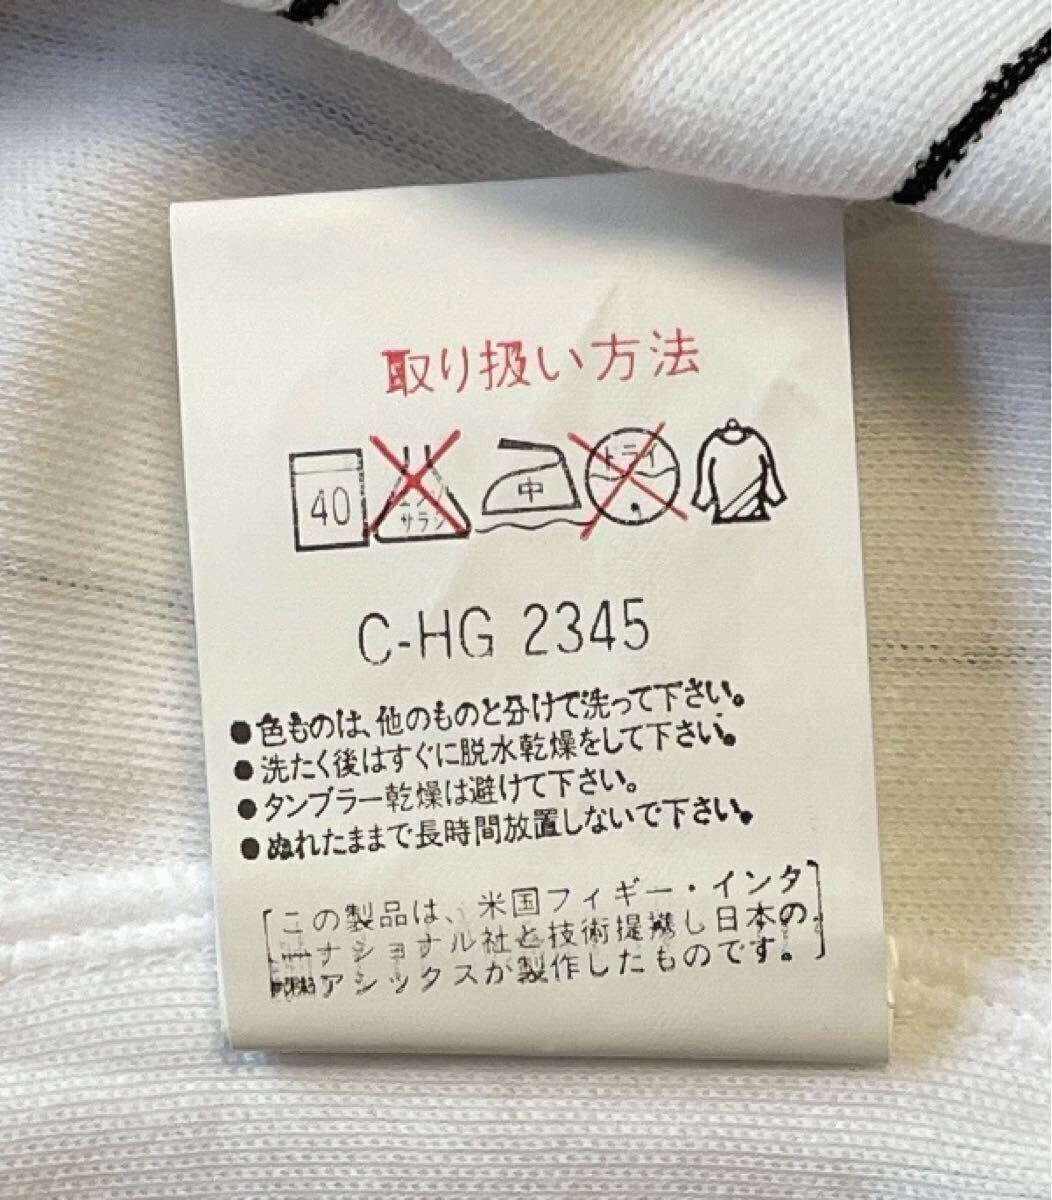 取り扱い方法
40 エンソ サラシ 中 ドライ
C-HG 2345
●色ものは、他のものと分けて洗って下さい。
●洗たく後はすぐに脱水乾燥をして下さい。
●タンブラー乾燥は避けて下さい。
●ぬれたままで長時間放置しないで下さい。
[この製品は、米国フィギー・インタ
ーナショナル社と技術提携し日本の
アシックスが製作したものです。]